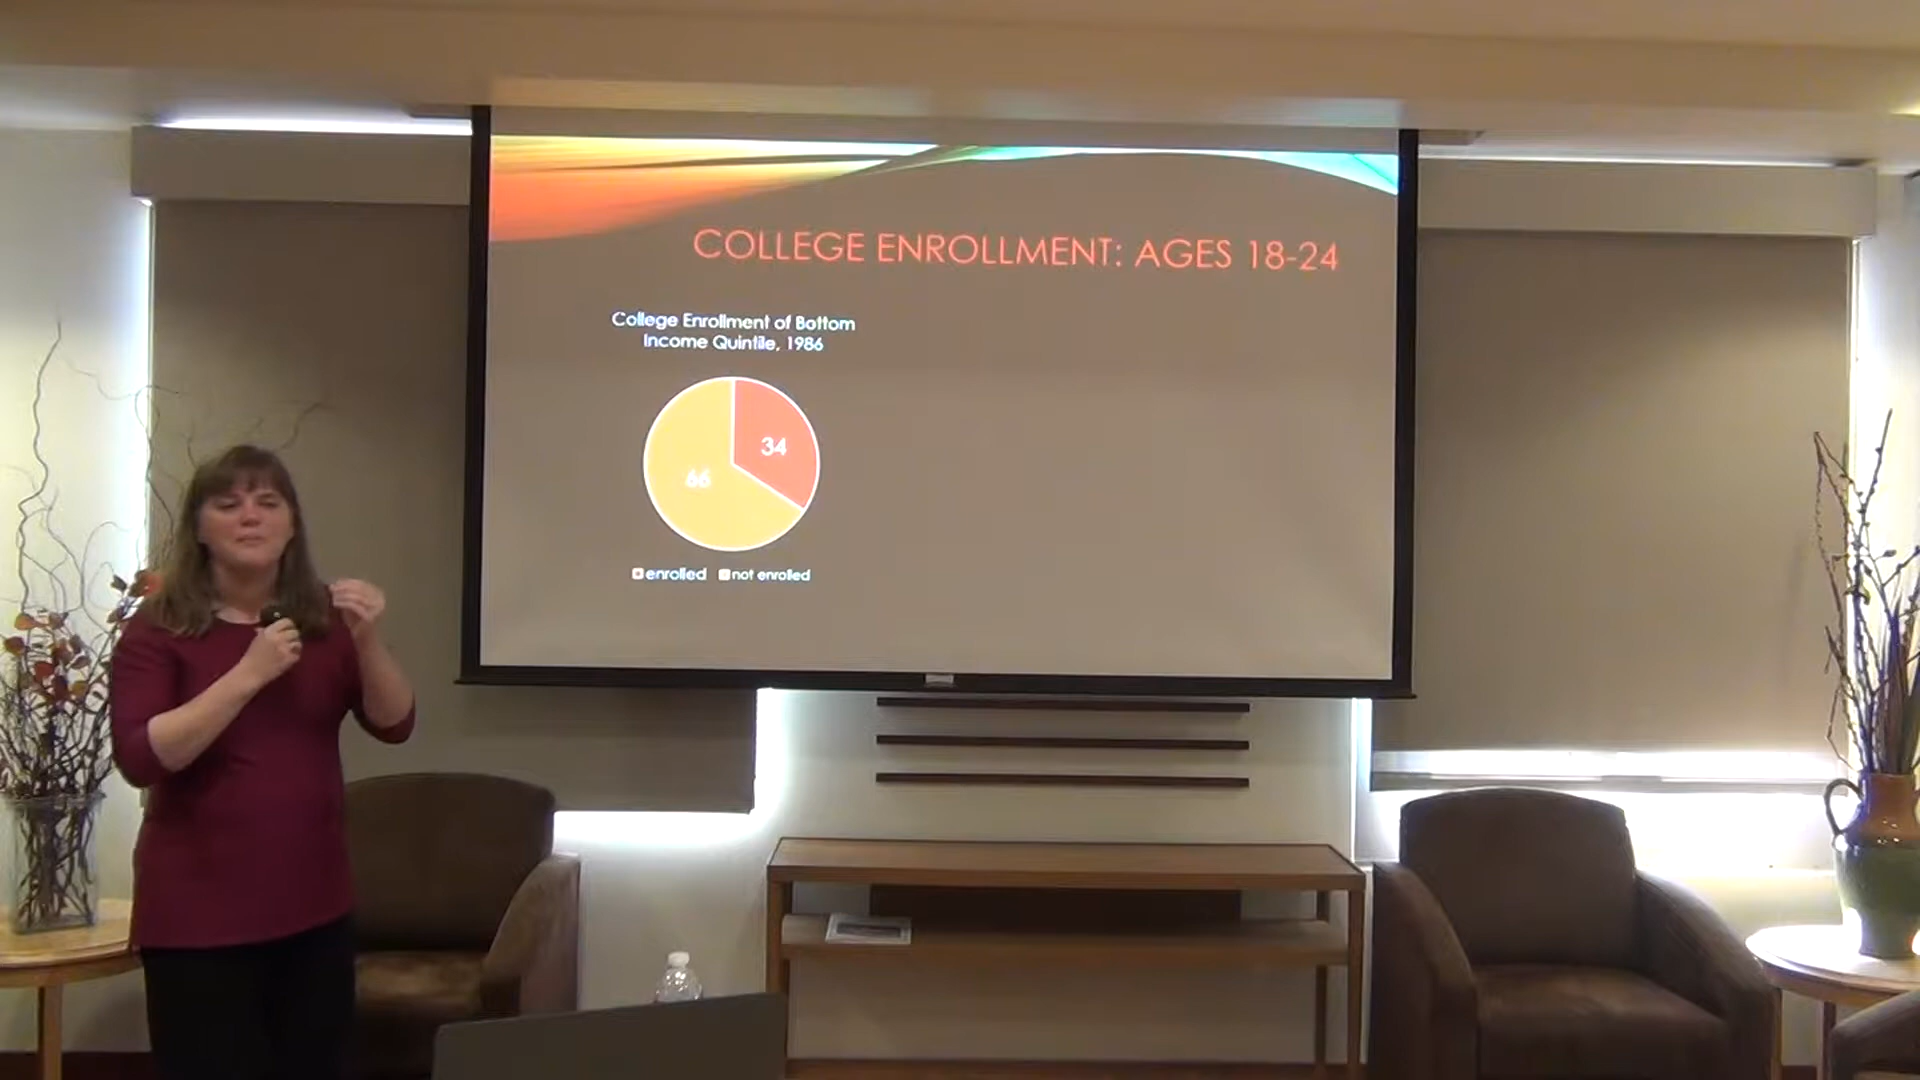 COLLEGE ENROLLMENT: AGES 18-24
College Enrollment of Bottom
Income Quintile, 1986
34
66
enrolled not enrolled